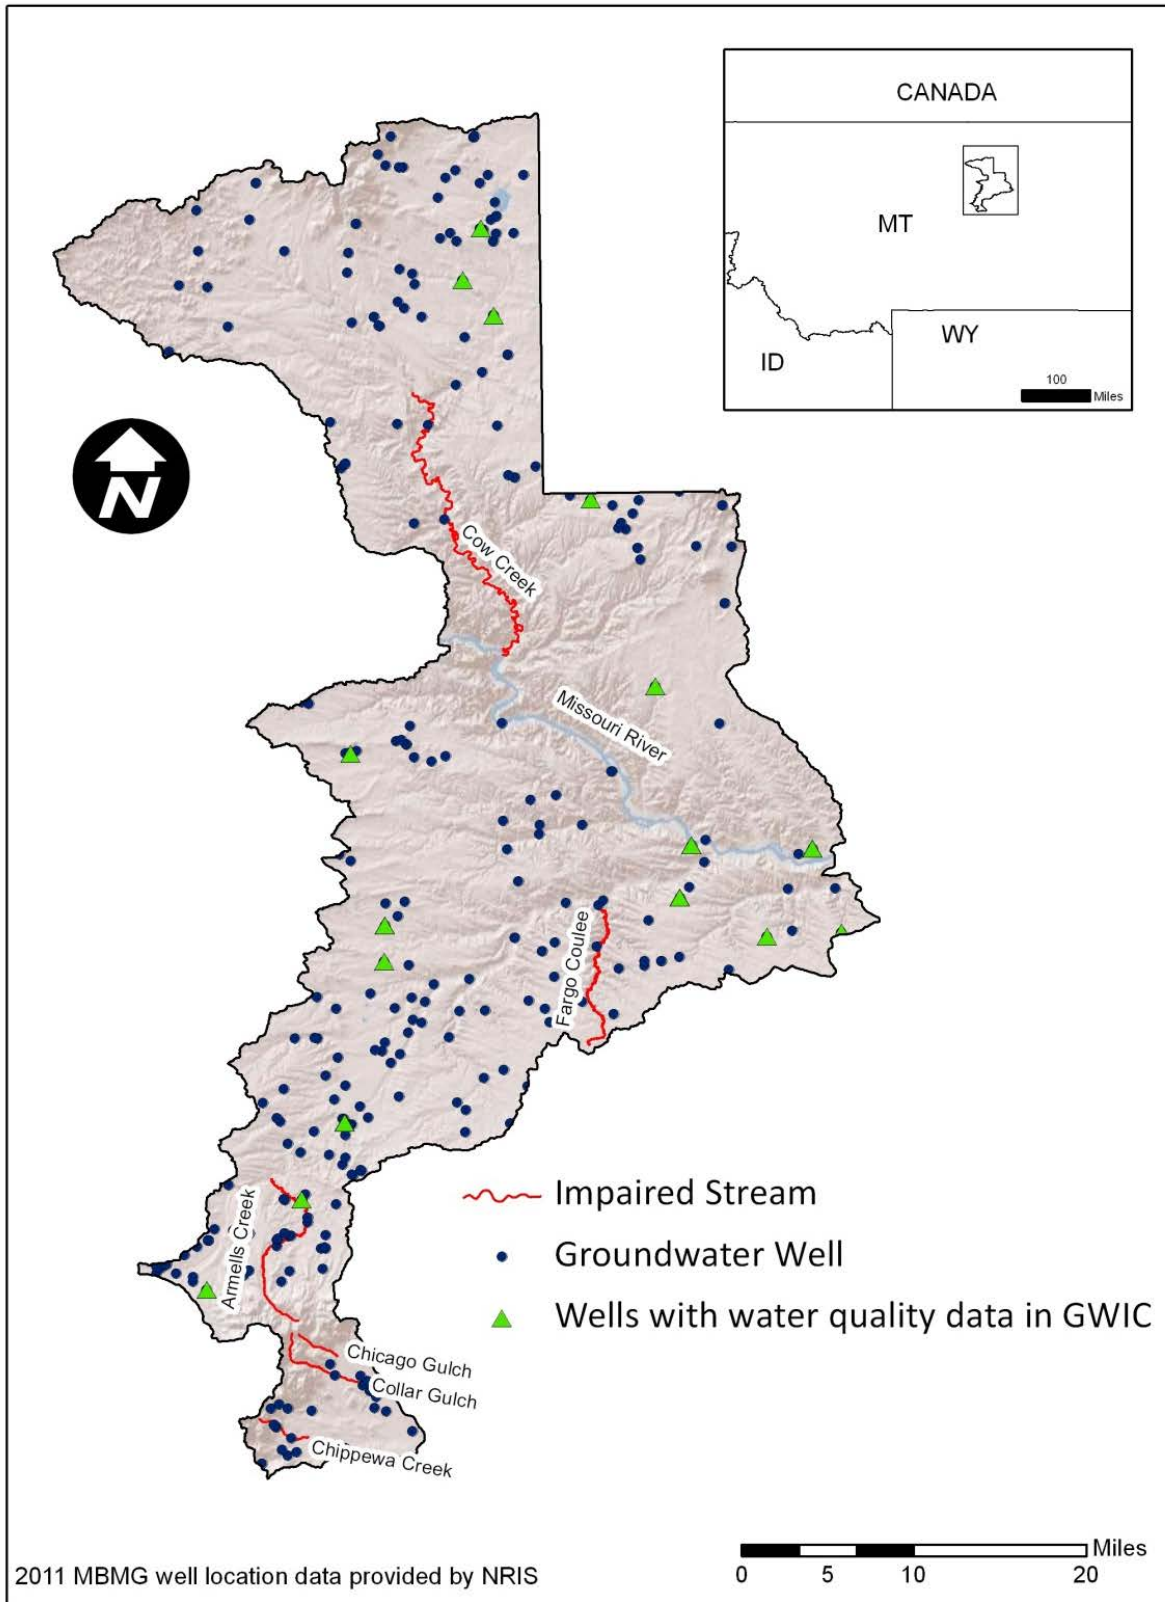 CANADA
MT
WY
ID
100
Miles
N
Cow Creek
Missouri River
Fargo Coulee
Armells Creek
Impaired Stream
Groundwater Well
Wells with water quality data in GWIC
Chicago Gulch
Collar Gulch
Chippewa Creek
Miles
0 5 10 20
2011 MBMG well location data provided by NRIS